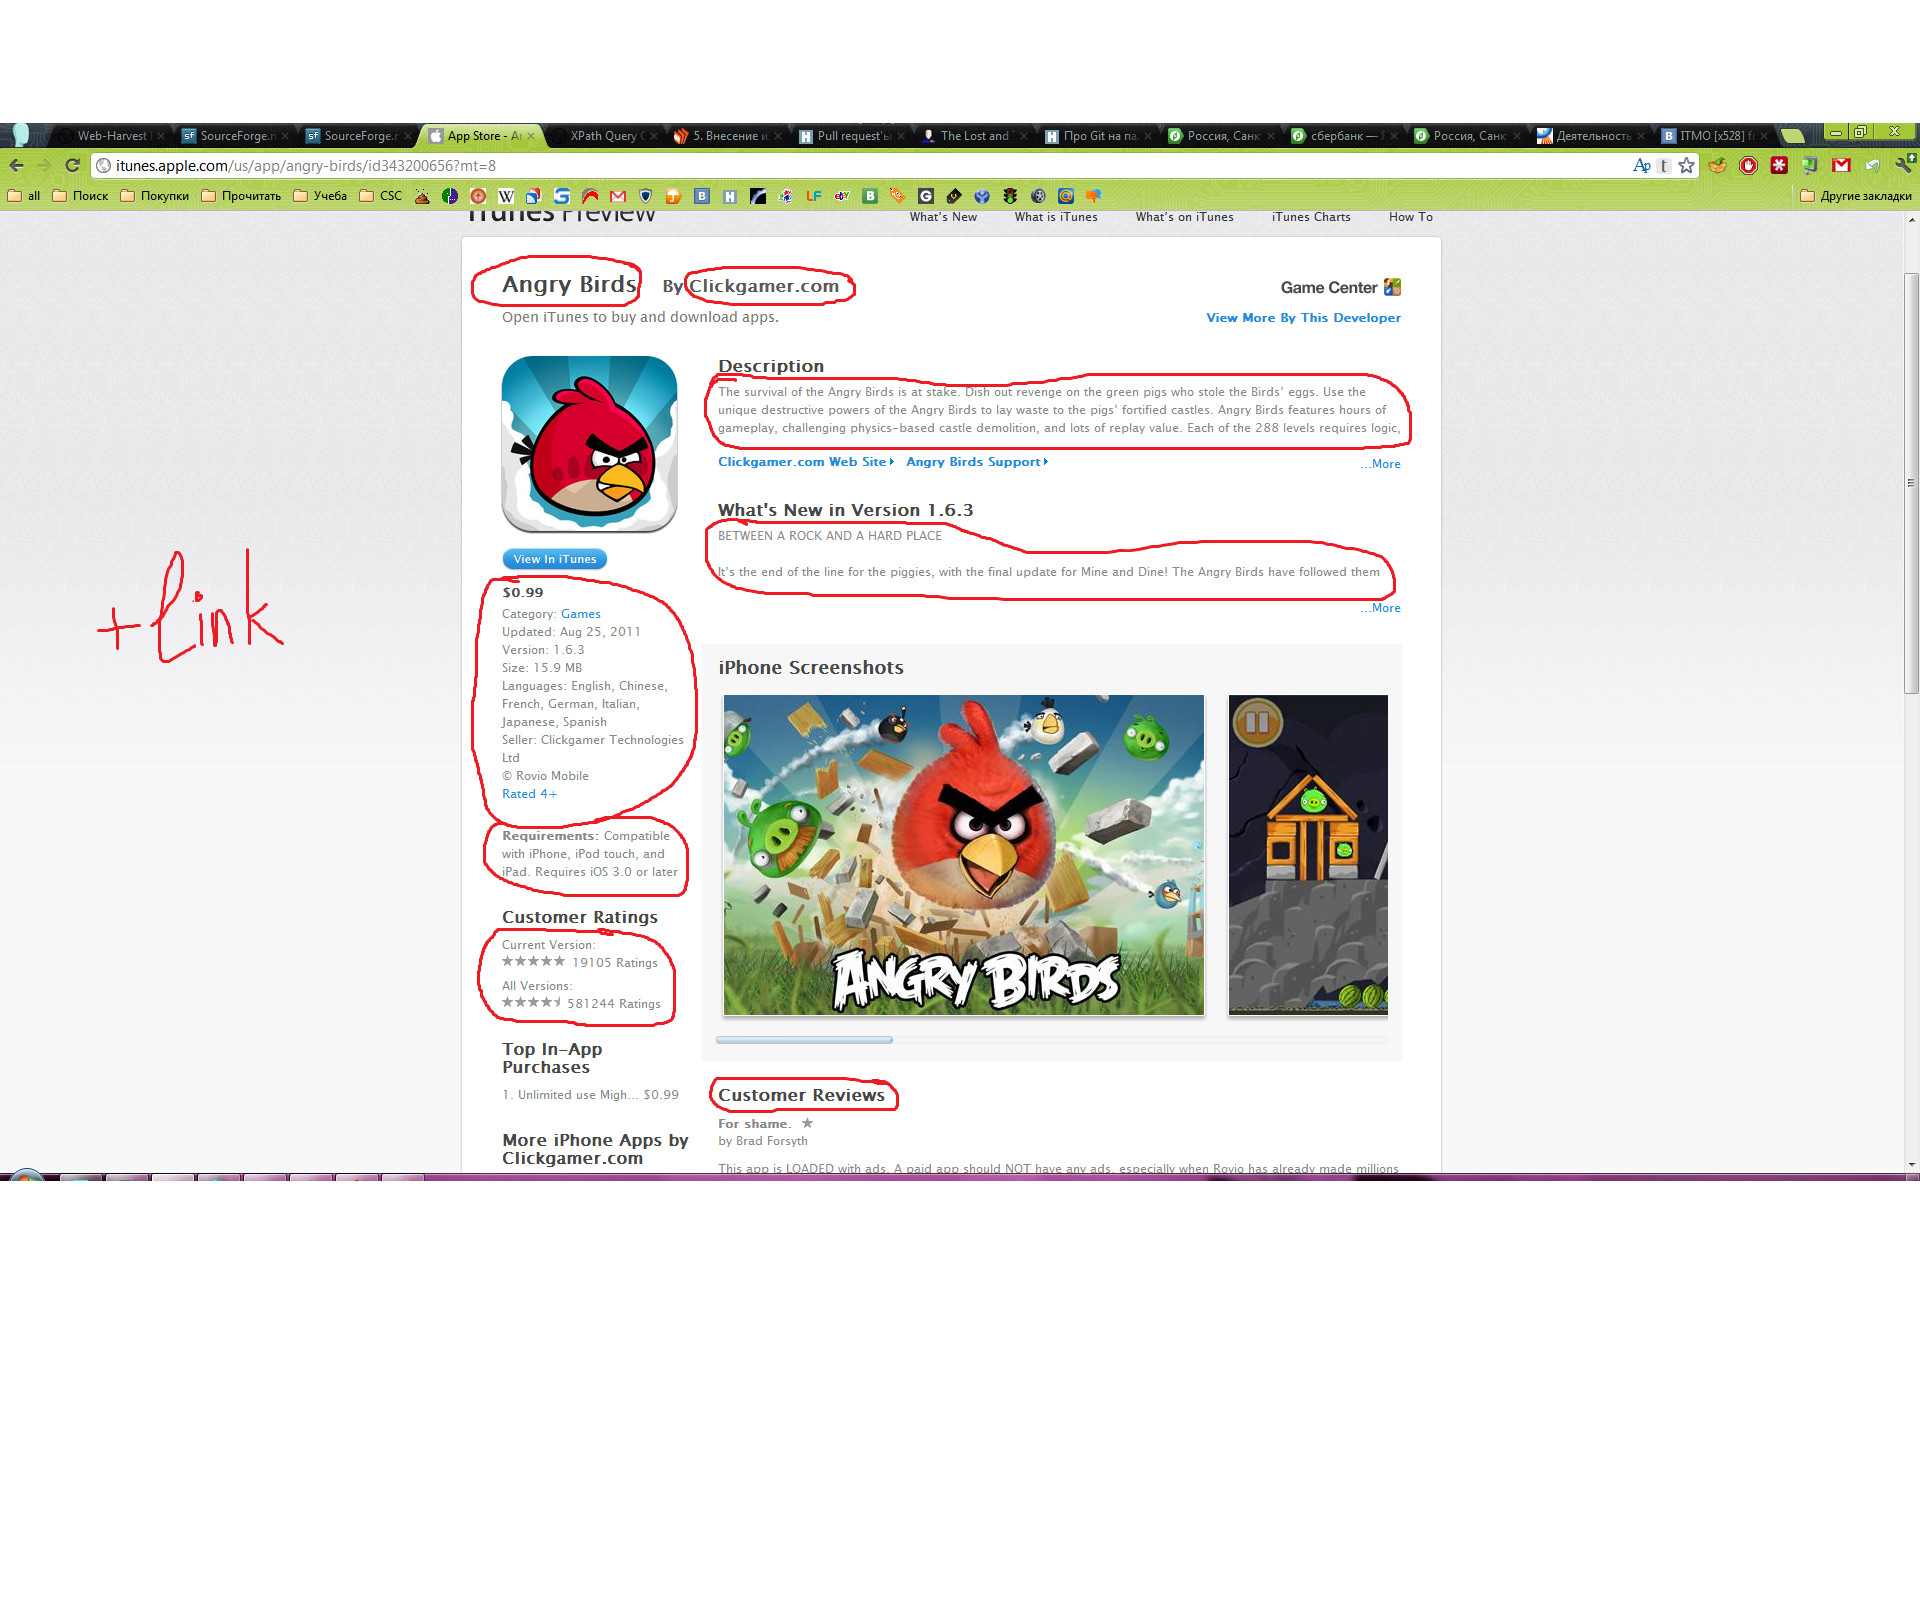 Web-Harvest
SourceForge.n
SourceForge.r
App Store - A
XPath Query
5. Внесение и
Pull request'ы
The Lost and
Про Git на па
Россия, Санк
сбербанк —
Россия, Санк
Деятельность
ITMO [x528] f
itunes.apple.com/us/app/angry-birds/id343200656?mt=8
all Поиск Покупки Прочитать Учеба CSC Другие закладки
iTunes Preview
What's New What is iTunes What's on iTunes iTunes Charts How To
Angry Birds By Clickgamer.com
Game Center
Open iTunes to buy and download apps.
View More By This Developer
Description
The survival of the Angry Birds is at stake. Dish out revenge on the green pigs who stole the Birds' eggs. Use the
unique destructive powers of the Angry Birds to lay waste to the pigs' fortified castles. Angry Birds features hours of
gameplay, challenging physics-based castle demolition, and lots of replay value. Each of the 288 levels requires logic,
Clickgamer.com Web Site Angry Birds Support ...More
What's New in Version 1.6.3
BETWEEN A ROCK AND A HARD PLACE
It's the end of the line for the piggies, with the final update for Mine and Dine! The Angry Birds have followed them
...More
+ link
View In iTunes
$0.99
Category: Games
Updated: Aug 25, 2011
Version: 1.6.3
Size: 15.9 MB
Languages: English, Chinese,
French, German, Italian,
Japanese, Spanish
Seller: Clickgamer Technologies
Ltd
© Rovio Mobile
Rated 4+
Requirements: Compatible
with iPhone, iPod touch, and
iPad. Requires iOS 3.0 or later
Customer Ratings
Current Version:
★★★★★ 19105 Ratings
All Versions:
581244 Ratings
Top In-App
Purchases
1. Unlimited use Migh... $0.99
More iPhone Apps by
Clickgamer.com
iPhone Screenshots
ANGRY BIRDS
Customer Reviews
For shame. ★
by Brad Forsyth
This app is LOADED with ads. A paid app should NOT have any ads, especially when Rovio has already made millions